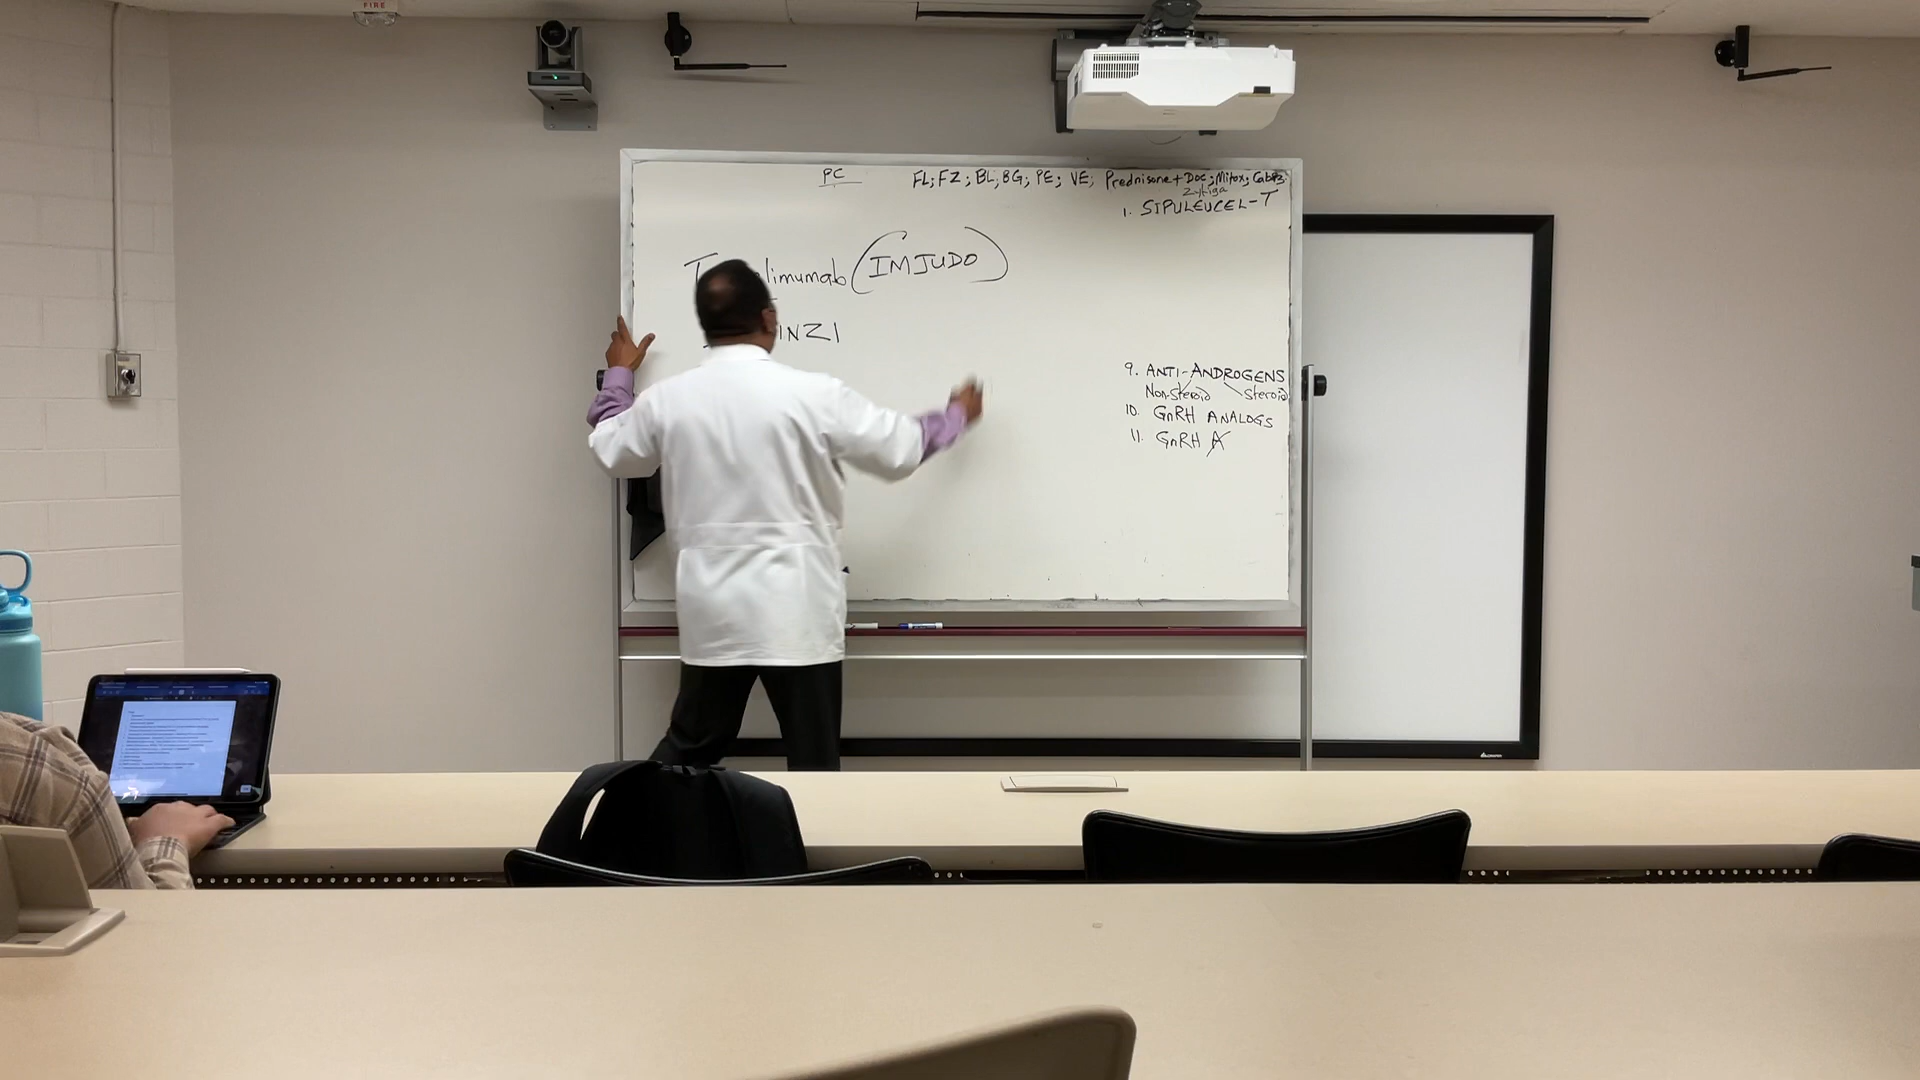 FIRE
PC
FL; FZ; BL; BG; PE; VE; Prednisone + Doc; Mitox;
Zytiga
1. SIPULEUCEL-T
T limumab (IMJUDO)
INZI
9. ANTI-ANDROGENS
Non-Steroid Steroid
10. GnRH ANALOGS
11. GnRH A